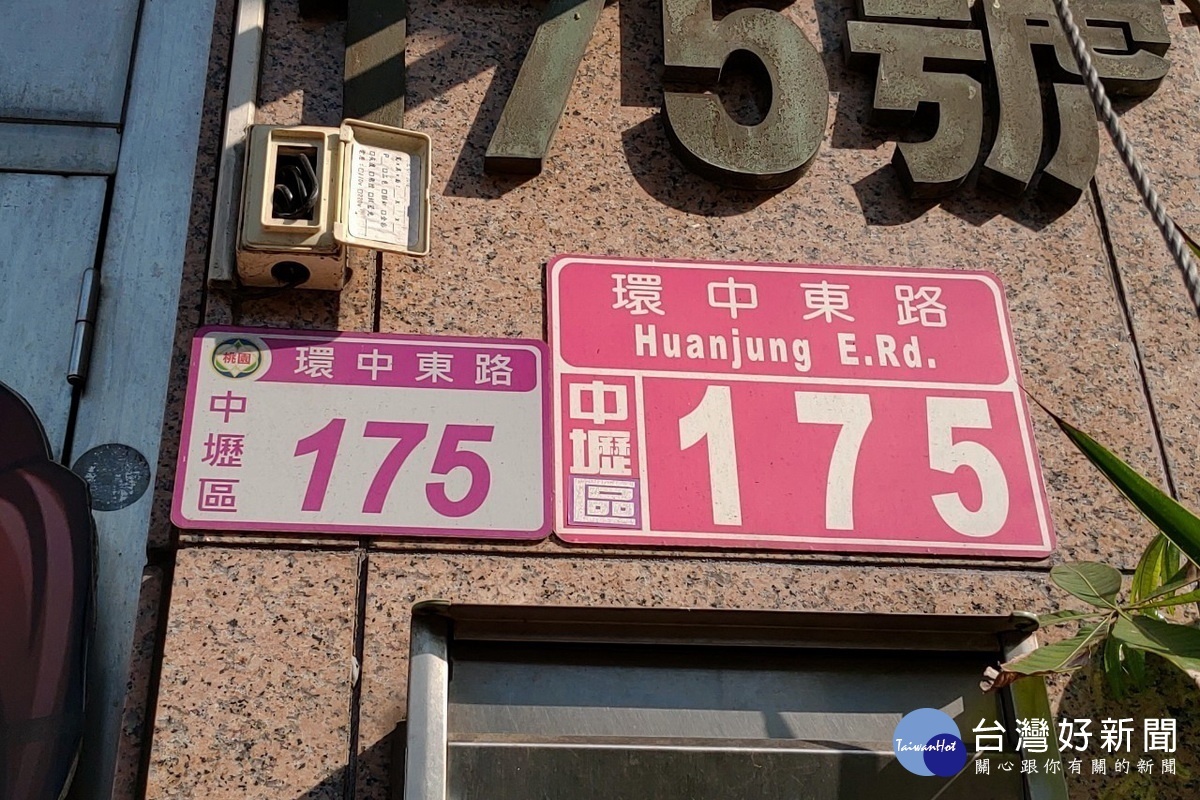 175號
桃園
環中東路
中壢區
175
環中東路
Huanjung E.Rd.
中壢區
175
TaiwanHot
台灣好新聞
關心跟你有關的新聞